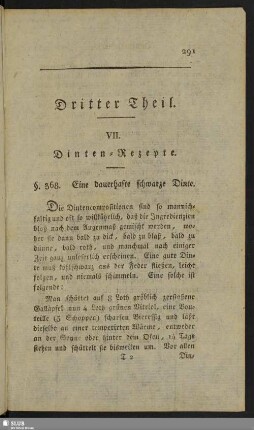 291
Dritter Theil.
VII.
Dinten-Rezepte.
§. 368. Eine dauerhafte schwarze Dinte.
Die Dintencompositionen sind so mannich-
faltig und oft so willkührlich, daß die Ingredienzien
bloß nach dem Augenmaß gemischt werden, wo-
her sie dann bald zu dick, bald zu blaß, bald zu
dünne, bald roth, und manchmal nach einiger
Zeit ganz unleserlich erscheinen. Eine gute Din-
te muß schwarz aus der Feder fließen, leicht
folgen, und niemals schimmeln. Eine solche ist
folgende:
Man schüttet auf 8 Loth gröblich zerstoßene
Galläpfel und 4 Loth grünen Vitriol, eine Bou-
teille (3 Schoppen) scharfen Bieressig und läßt
dieselbe an einer temperirten Wärme, entweder
an der Sonne oder hinter dem Ofen, 14 Tage
stehen und schüttelt sie bisweilen um. Vor allen
T 2
Din-
SLUB